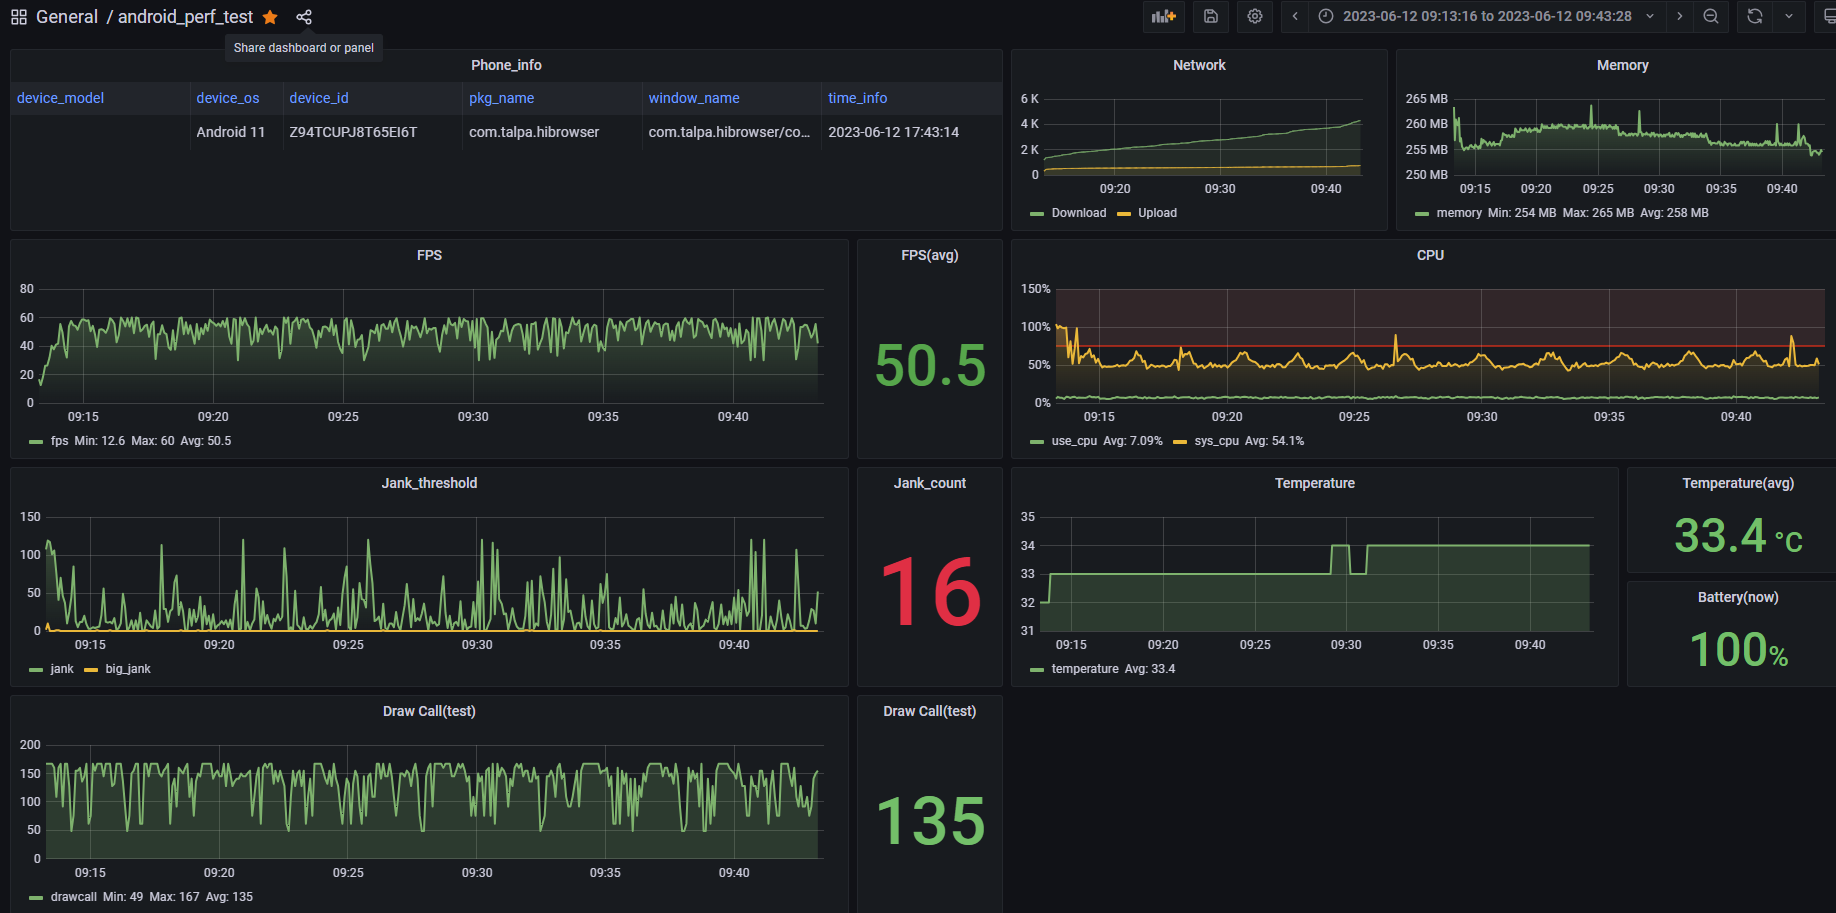 General / android_perf_test
2023-06-12 09:13:16 to 2023-06-12 09:43:28
Share dashboard or panel
Phone_info
device_model device_os device_id pkg_name window_name time_info
Android 11 Z94TCUPJ8T65EI6T com.talpa.hibrowser com.talpa.hibrowser/co... 2023-06-12 17:43:14
Network
6 K
4 K
2 K
0
09:20 09:30 09:40
Download Upload
Memory
265 MB
260 MB
255 MB
250 MB
09:15 09:20 09:25 09:30 09:35 09:40
memory Min: 254 MB Max: 265 MB Avg: 258 MB
FPS
80
60
40
20
0
09:15 09:20 09:25 09:30 09:35 09:40
fps Min: 12.6 Max: 60 Avg: 50.5
FPS(avg)
50.5
CPU
150%
100%
50%
0%
09:15 09:20 09:25 09:30 09:35 09:40
use_cpu Avg: 7.09% sys_cpu Avg: 54.1%
Jank_threshold
150
100
50
0
09:15 09:20 09:25 09:30 09:35 09:40
jank big_jank
Jank_count
16
Temperature
35
34
33
32
31
09:15 09:20 09:25 09:30 09:35 09:40
temperature Avg: 33.4
Temperature(avg)
33.4 °C
Battery(now)
100%
Draw Call(test)
200
150
100
50
0
09:15 09:20 09:25 09:30 09:35 09:40
drawcall Min: 49 Max: 167 Avg: 135
Draw Call(test)
135